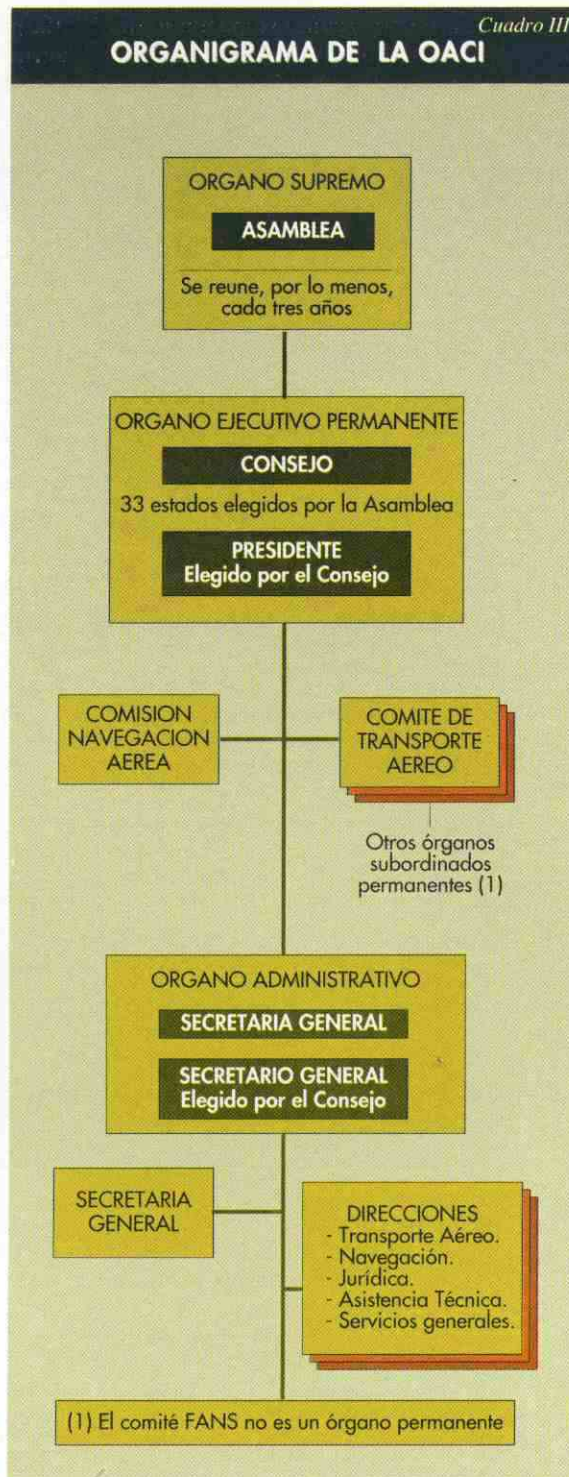 Cuadro III
ORGANIGRAMA DE LA OACI
ORGANO SUPREMO
ASAMBLEA
Se reune, por lo menos,
cada tres años
ORGANO EJECUTIVO PERMANENTE
CONSEJO
33 estados elegidos por la Asamblea
PRESIDENTE
Elegido por el Consejo
COMISION
NAVEGACION
AEREA
COMITE DE
TRANSPORTE
AEREO
Otros órganos
subordinados
permanentes (1)
ORGANO ADMINISTRATIVO
SECRETARIA GENERAL
SECRETARIO GENERAL
Elegido por el Consejo
SECRETARIA
GENERAL
DIRECCIONES
- Transporte Aéreo.
- Navegación.
- Jurídica.
- Asistencia Técnica.
- Servicios generales.
(1) El comité FANS no es un órgano permanente